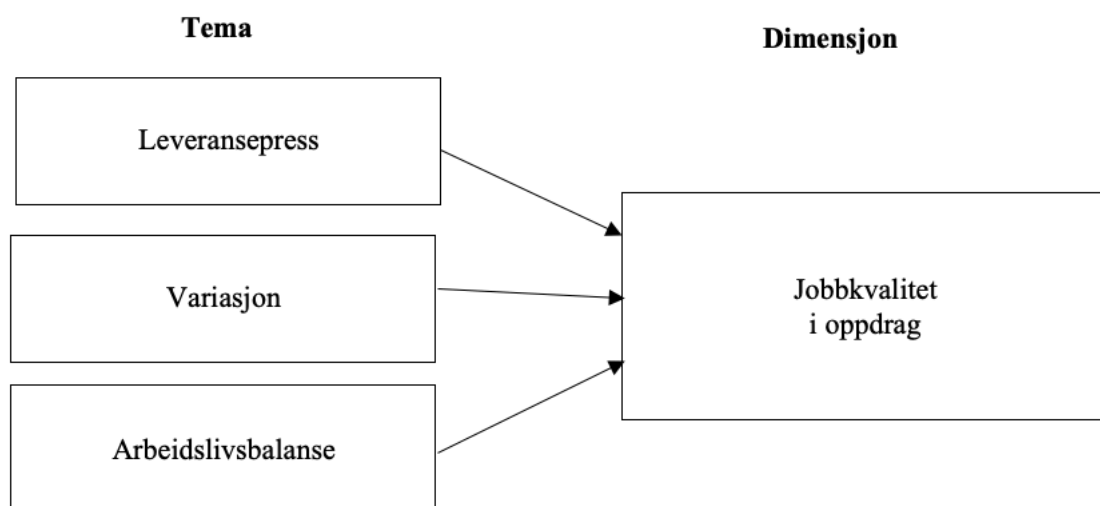 Tema
Dimensjon
Leveransepress
Variasjon
Arbeidslivsbalanse
Jobbkvalitet
i oppdrag